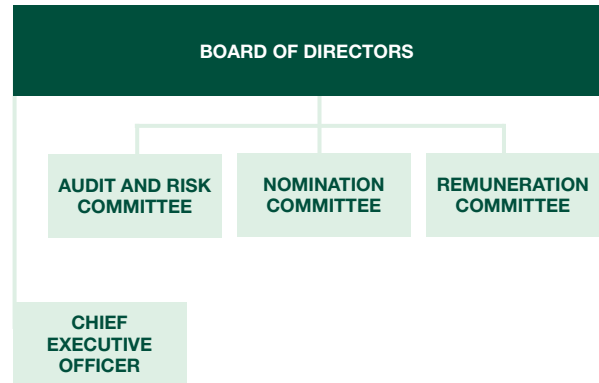 BOARD OF DIRECTORS
AUDIT AND RISK
COMMITTEE
NOMINATION
COMMITTEE
REMUNERATION
COMMITTEE
CHIEF
EXECUTIVE
OFFICER